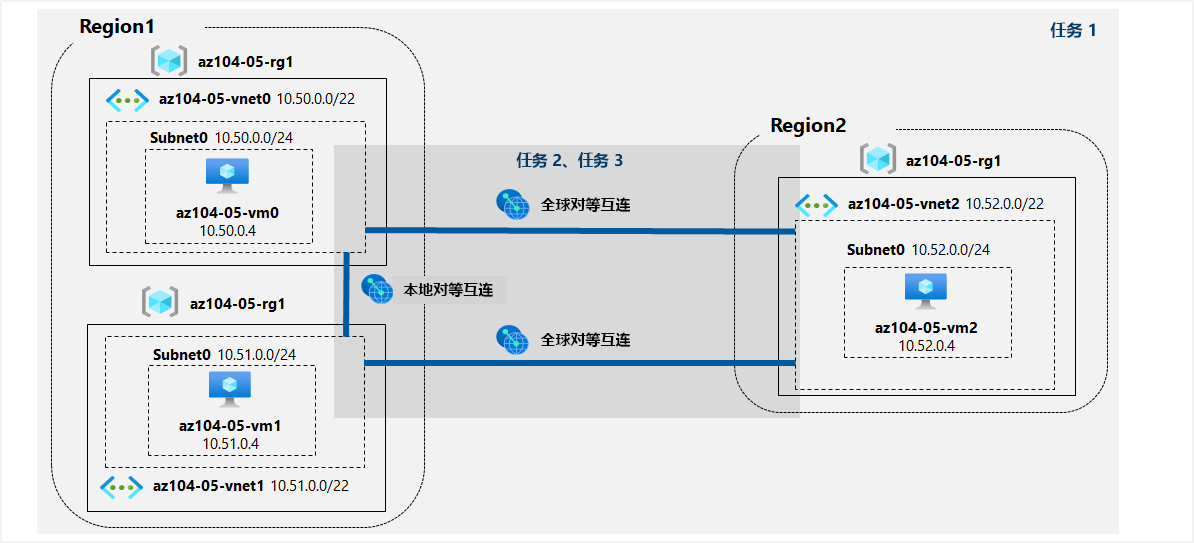 Region1
任务 1
az104-05-rg1
az104-05-vnet0 10.50.0.0/22
Subnet0 10.50.0.0/24
az104-05-vm0
10.50.0.4
az104-05-rg1
Subnet0 10.51.0.0/24
az104-05-vm1
10.51.0.4
az104-05-vnet1 10.51.0.0/22
任务 2、任务 3
全球对等互连
本地对等互连
全球对等互连
Region2
az104-05-rg1
az104-05-vnet2 10.52.0.0/22
Subnet0 10.52.0.0/24
az104-05-vm2
10.52.0.4